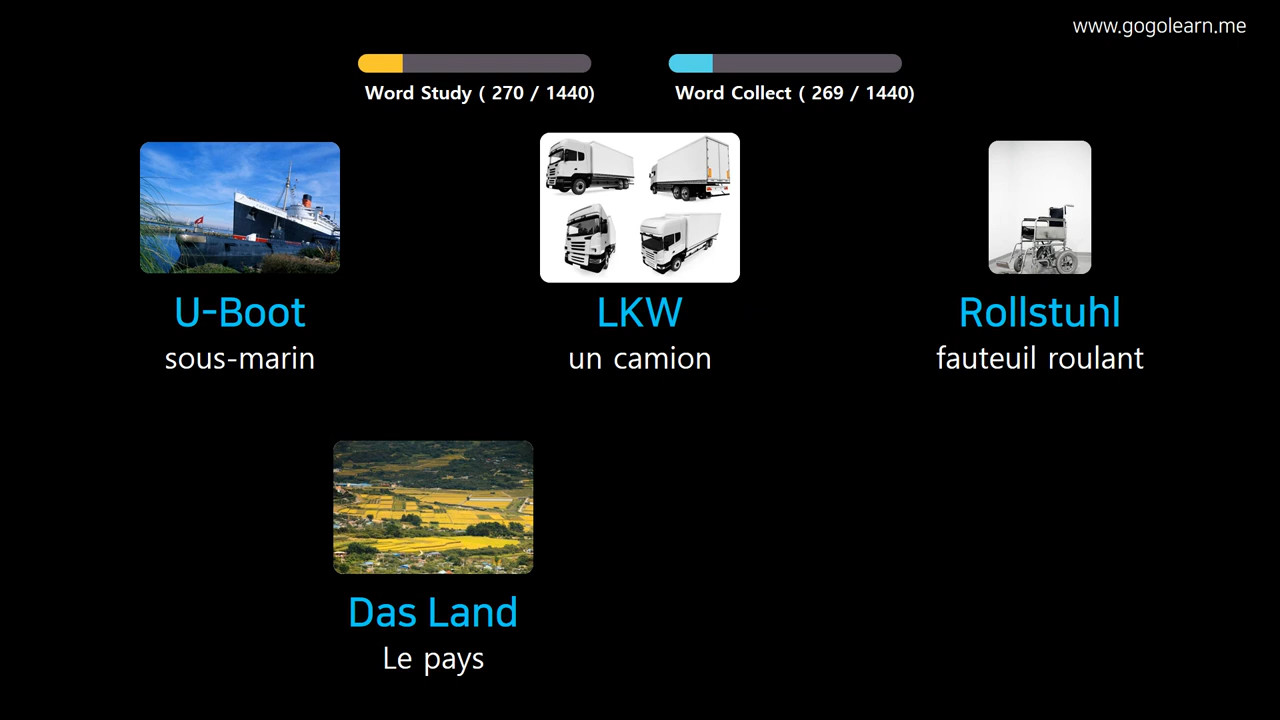 www.gogolearn.me
Word Study ( 270 / 1440)
Word Collect ( 269 / 1440)
U-Boot
sous-marin
LKW
un camion
Rollstuhl
fauteuil roulant
Das Land
Le pays